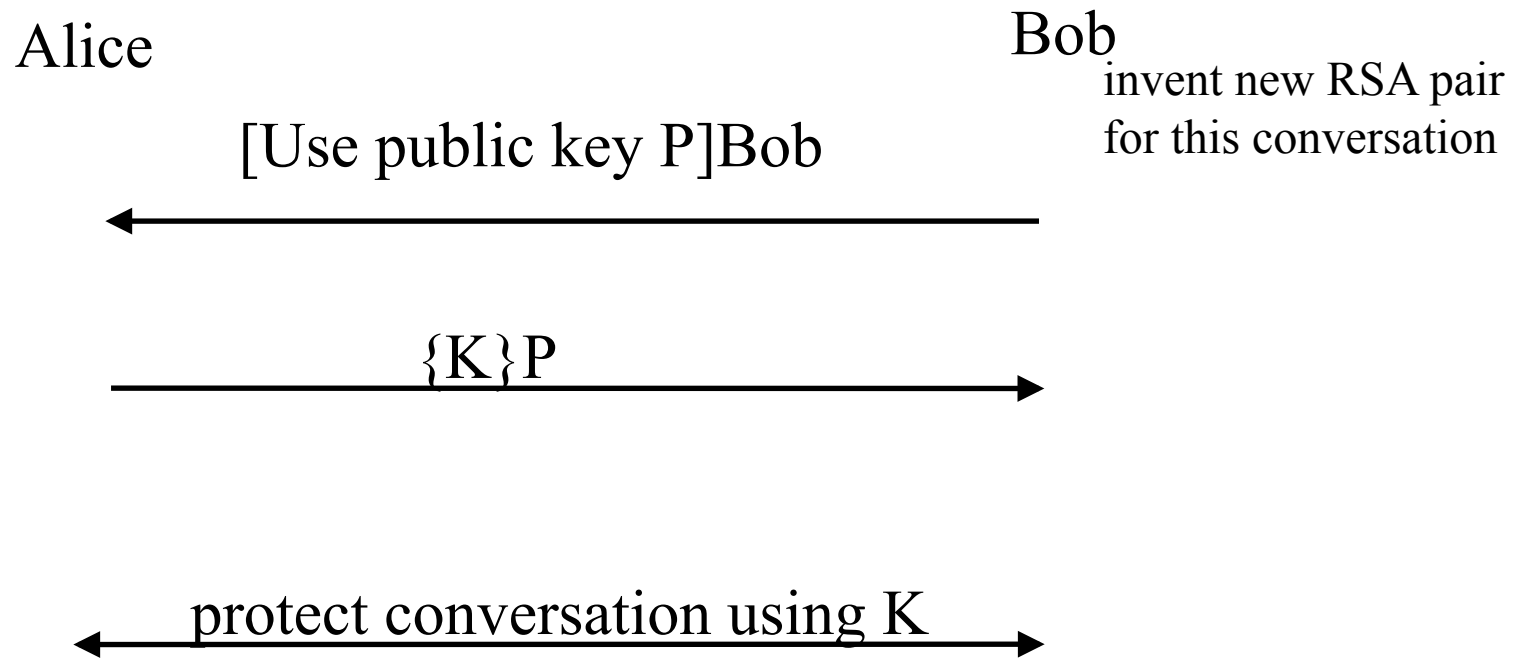 Alice
Bob
invent new RSA pair
for this conversation
[Use public key P]Bob
{K}P
protect conversation using K